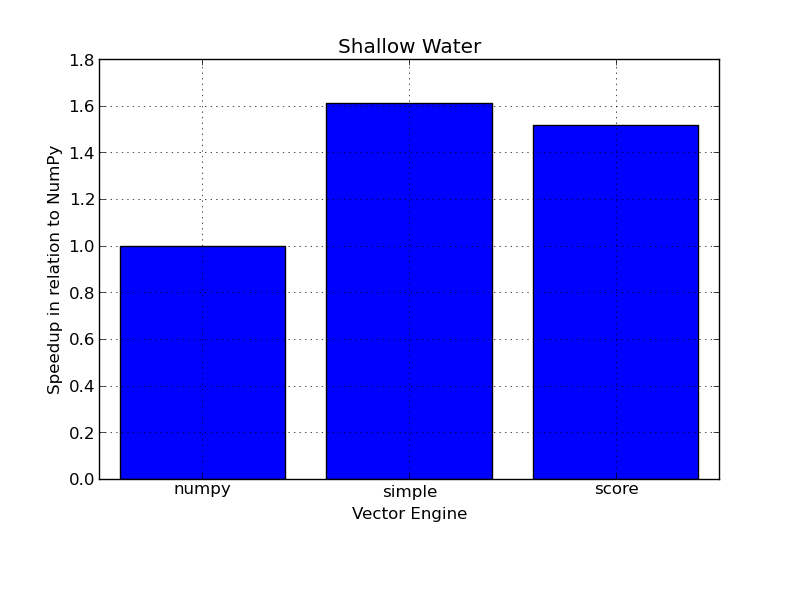 Shallow Water
1.8
1.6
1.4
1.2
1.0
0.8
0.6
0.4
0.2
0.0
Speedup in relation to NumPy
numpy
simple
score
Vector Engine